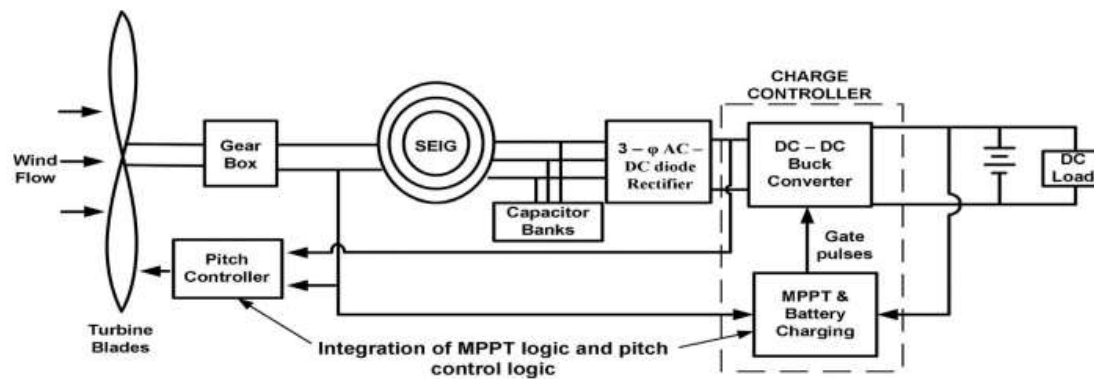 CHARGE
CONTROLLER
Wind
Flow
Gear
Box
SEIG
3 – φ AC –
DC diode
Rectifier
DC – DC
Buck
Converter
DC
Load
Capacitor
Banks
Gate
pulses
Pitch
Controller
MPPT &
Battery
Charging
Turbine
Blades
Integration of MPPT logic and pitch
control logic